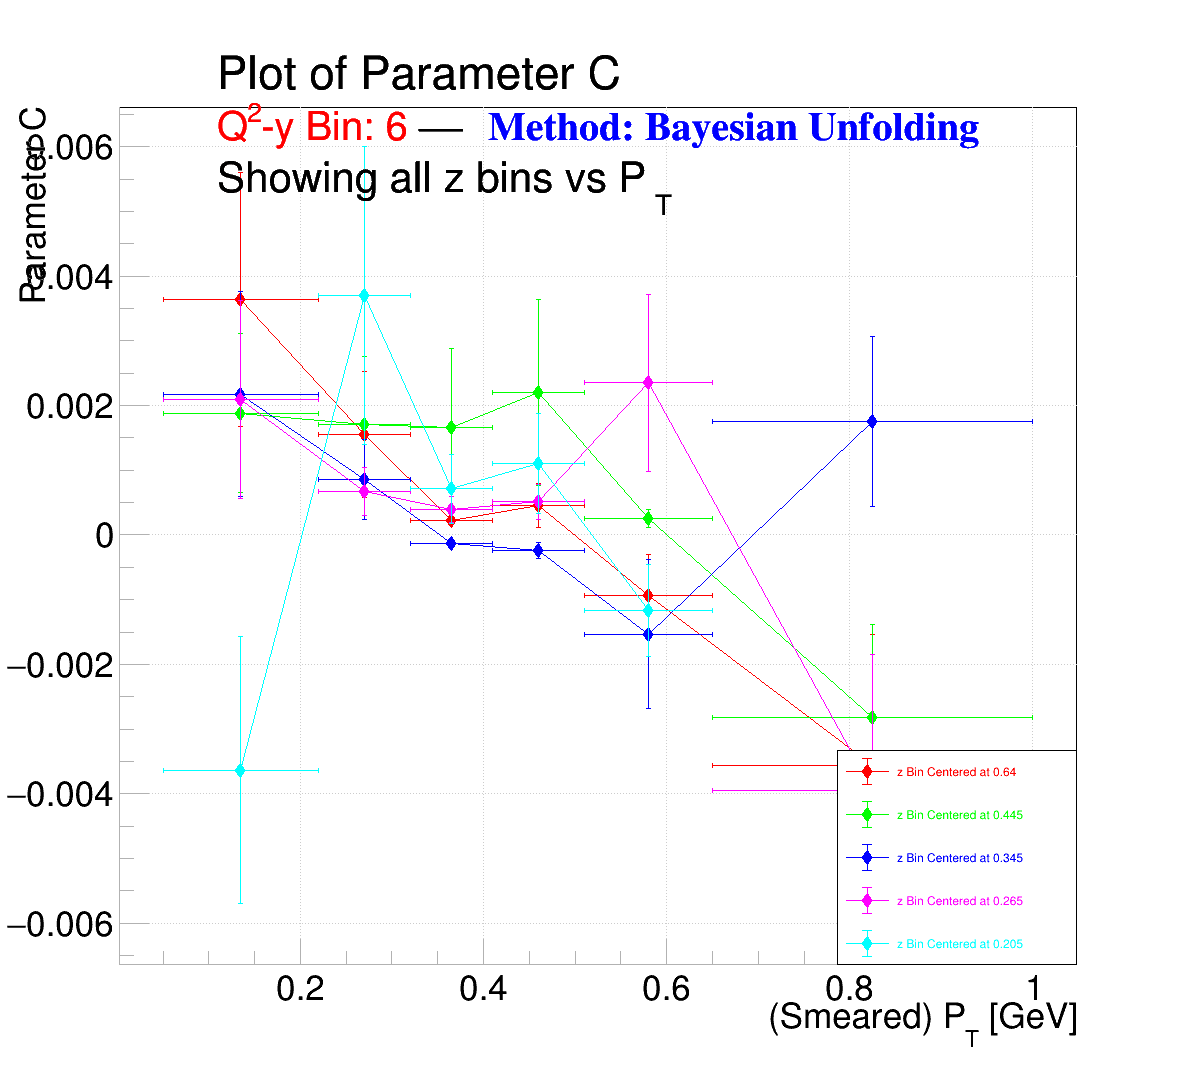 Plot of Parameter C
Q²-y Bin: 6 — Method: Bayesian Unfolding
Showing all z bins vs P_T
Parameter C
0.006
0.004
0.002
0
−0.002
−0.004
−0.006
z Bin Centered at 0.64
z Bin Centered at 0.445
z Bin Centered at 0.345
z Bin Centered at 0.265
z Bin Centered at 0.205
0.2 0.4 0.6 0.8 1
(Smeared) P_T [GeV]